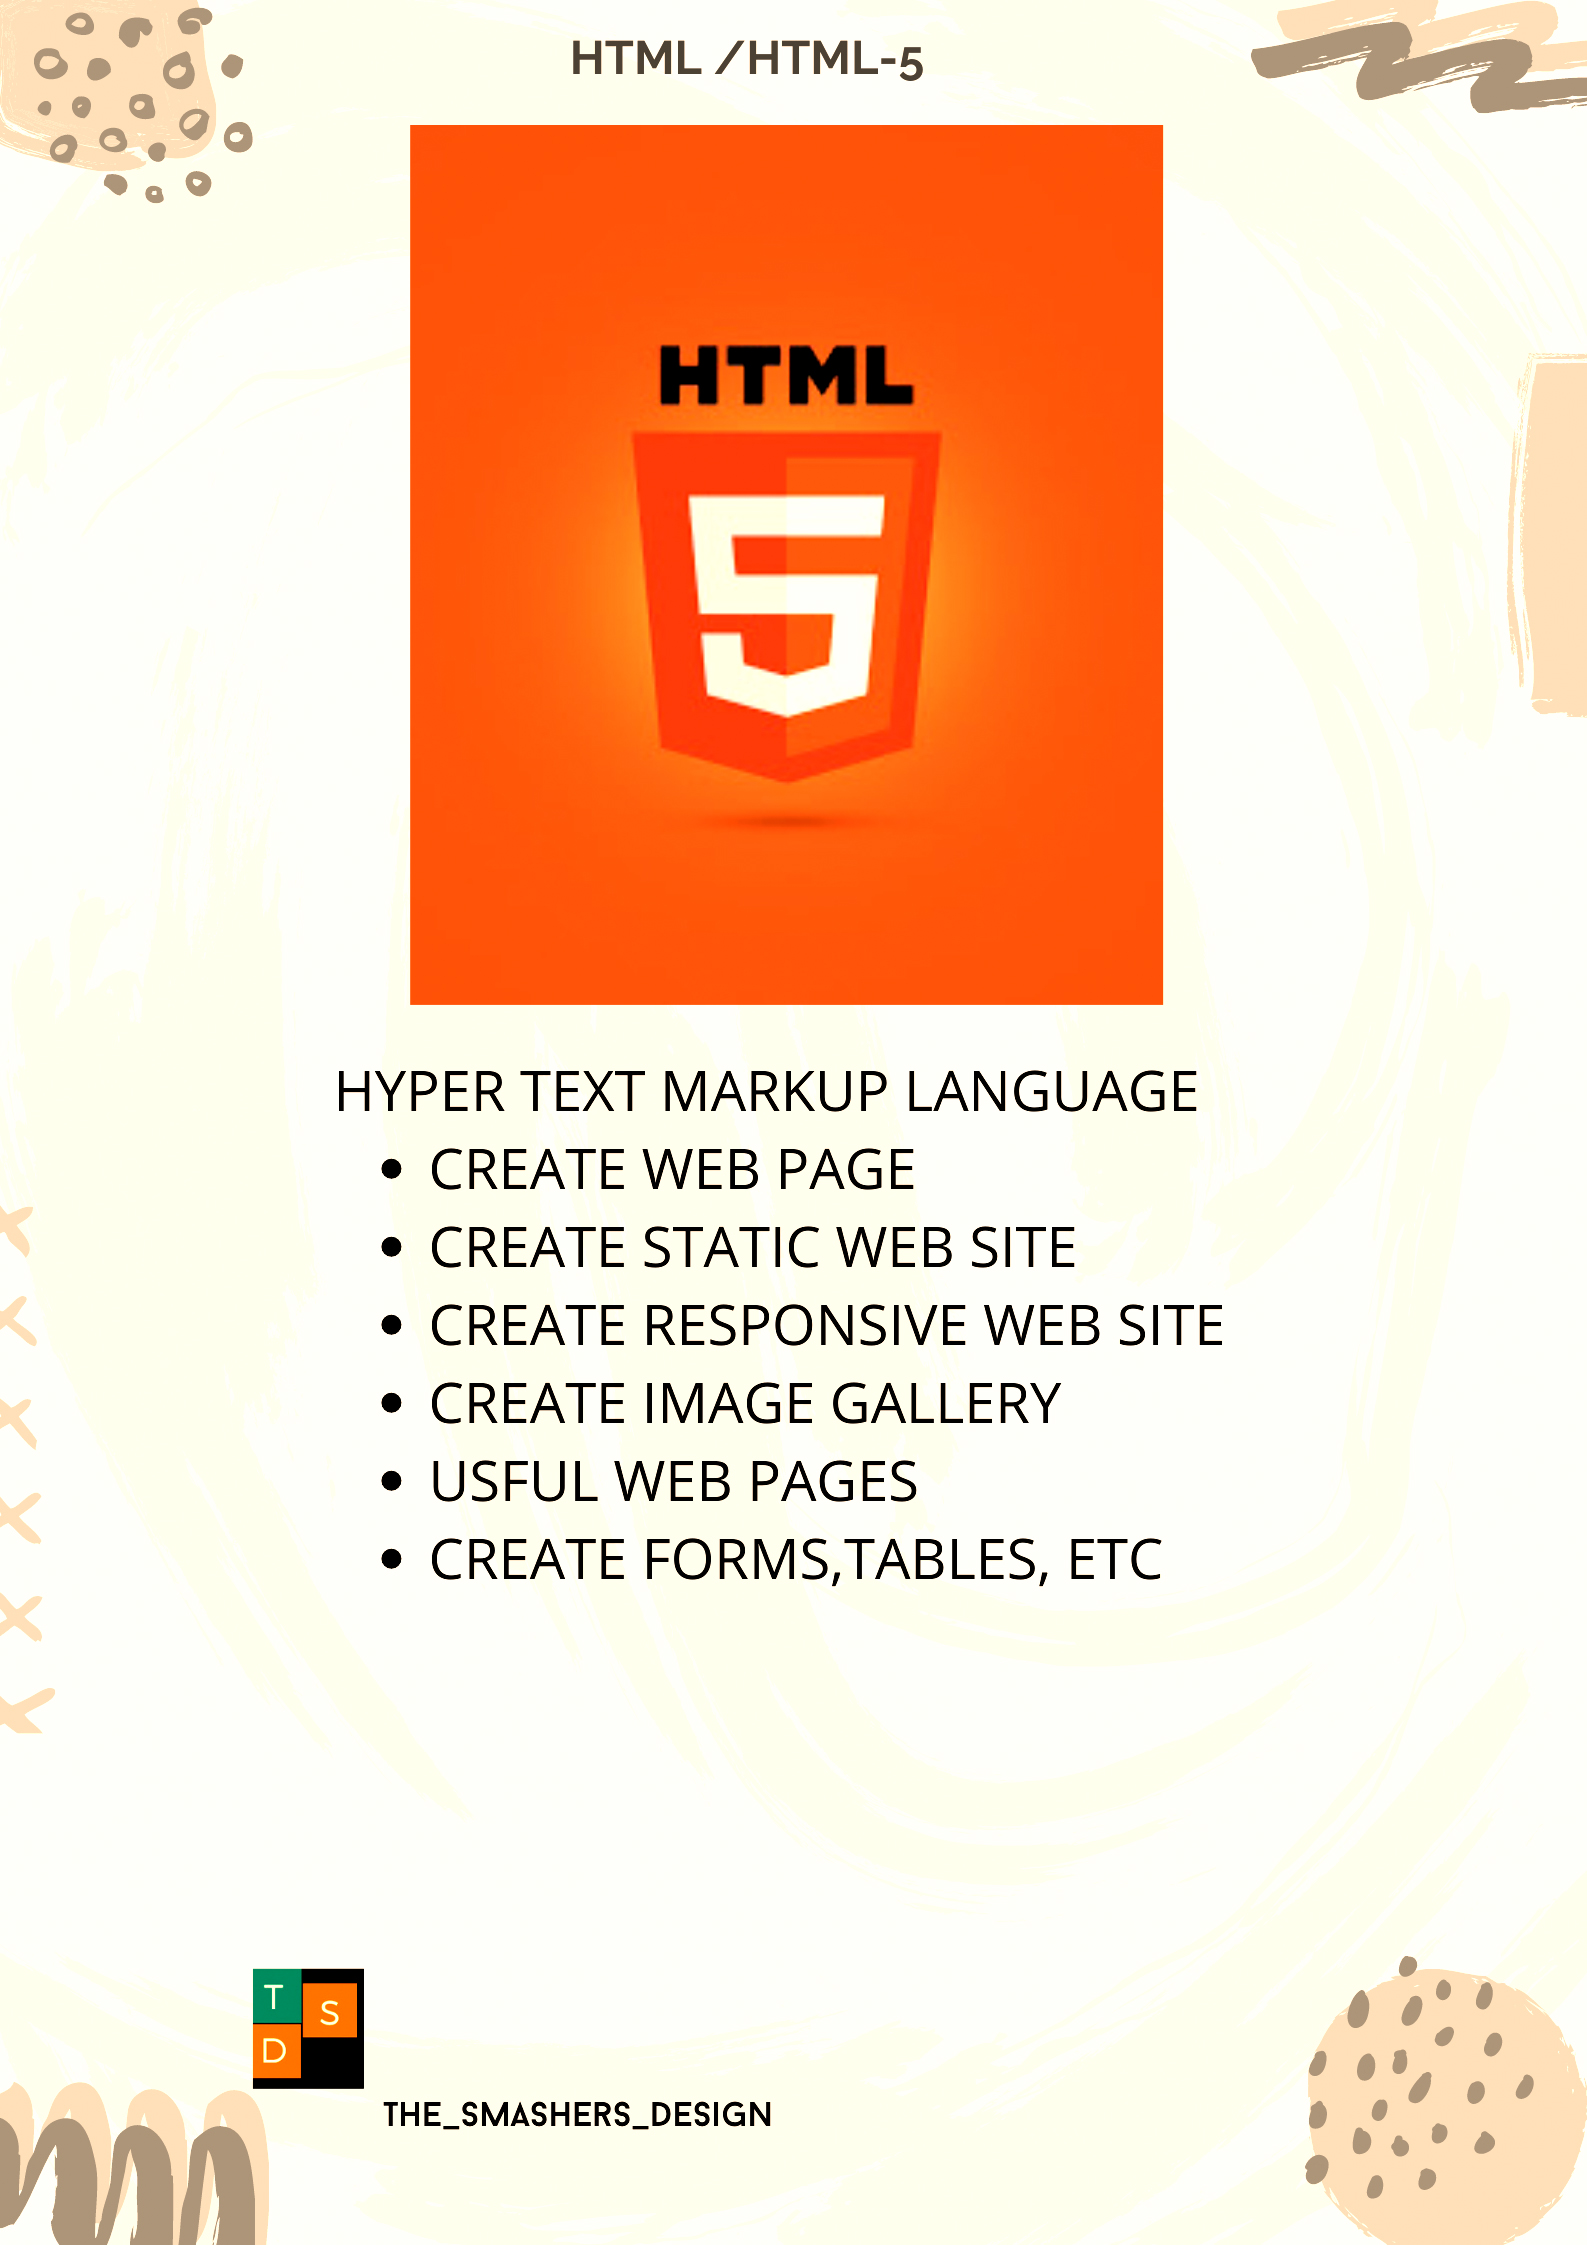 HTML /HTML-5
HTML
5
HYPER TEXT MARKUP LANGUAGE
• CREATE WEB PAGE
• CREATE STATIC WEB SITE
• CREATE RESPONSIVE WEB SITE
• CREATE IMAGE GALLERY
• USFUL WEB PAGES
• CREATE FORMS,TABLES, ETC
T
S
D
THE_SMASHERS_DESIGN